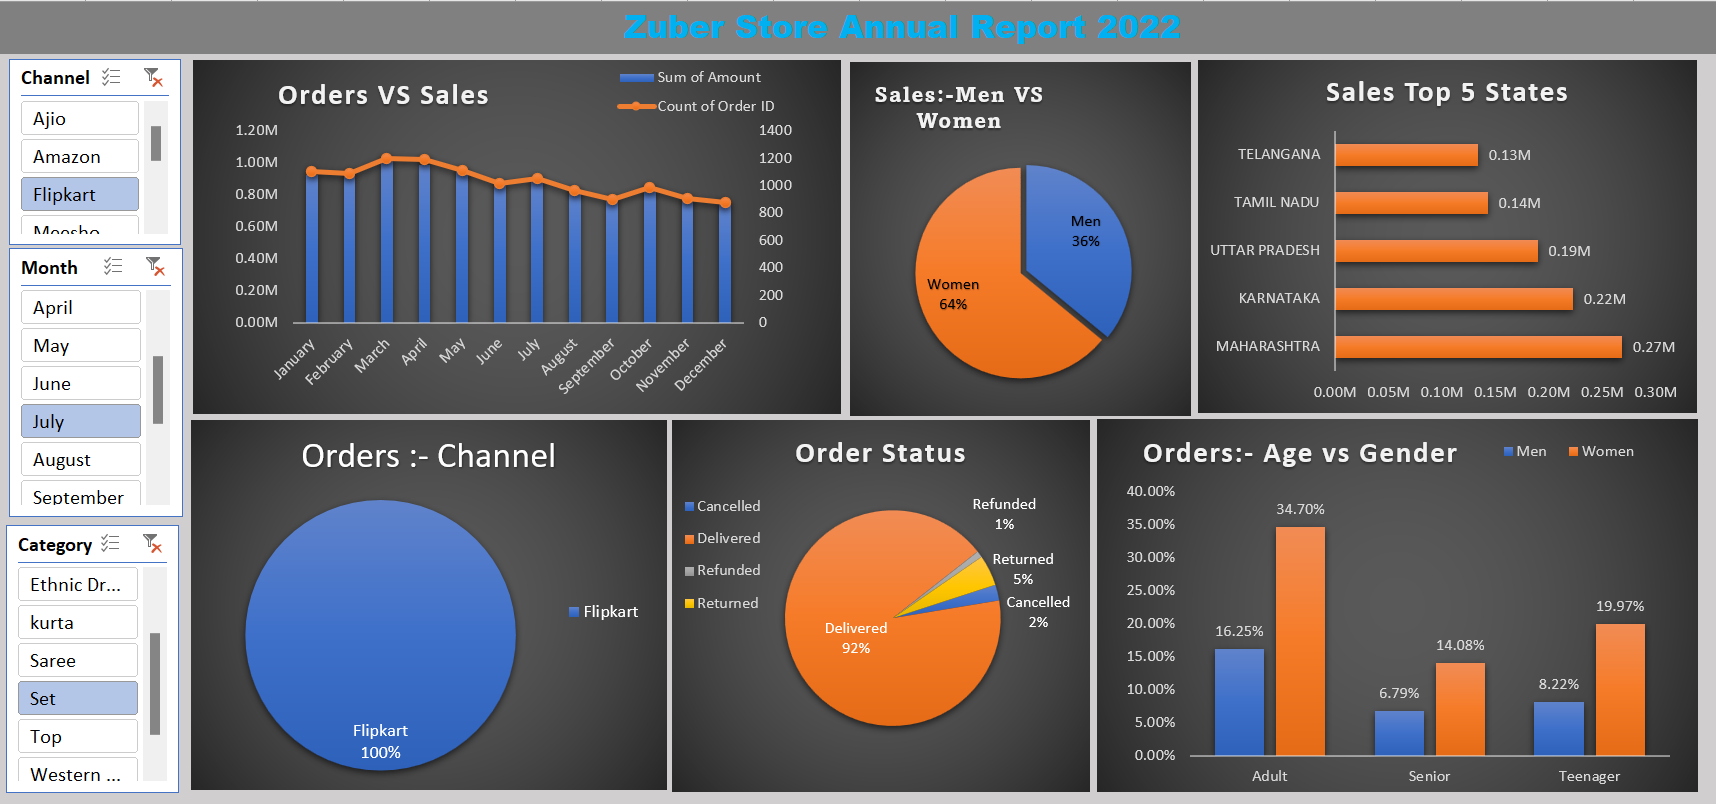 Zuber Store Annual Report 2022
Channel
Ajio
Amazon
Flipkart
Meesho
Month
April
May
June
July
August
September
Category
Ethnic Dr...
kurta
Saree
Set
Top
Western ...
Orders VS Sales
Sum of Amount
Count of Order ID
1.20M
1.00M
0.80M
0.60M
0.40M
0.20M
0.00M
1400
1200
1000
800
600
400
200
0
January
February
March
April
May
June
July
August
September
October
November
December
Sales:-Men VS
Women
Men
36%
Women
64%
Sales Top 5 States
TELANGANA
0.13M
TAMIL NADU
0.14M
UTTAR PRADESH
0.19M
KARNATAKA
0.22M
MAHARASHTRA
0.27M
0.00M 0.05M 0.10M 0.15M 0.20M 0.25M 0.30M
Orders :- Channel
Flipkart
Flipkart
100%
Order Status
Cancelled
Delivered
Refunded
Returned
Refunded
1%
Returned
5%
Cancelled
2%
Delivered
92%
Orders:- Age vs Gender
Men
Women
40.00%
35.00%
30.00%
25.00%
20.00%
15.00%
10.00%
5.00%
0.00%
16.25%
34.70%
6.79%
14.08%
8.22%
19.97%
Adult
Senior
Teenager